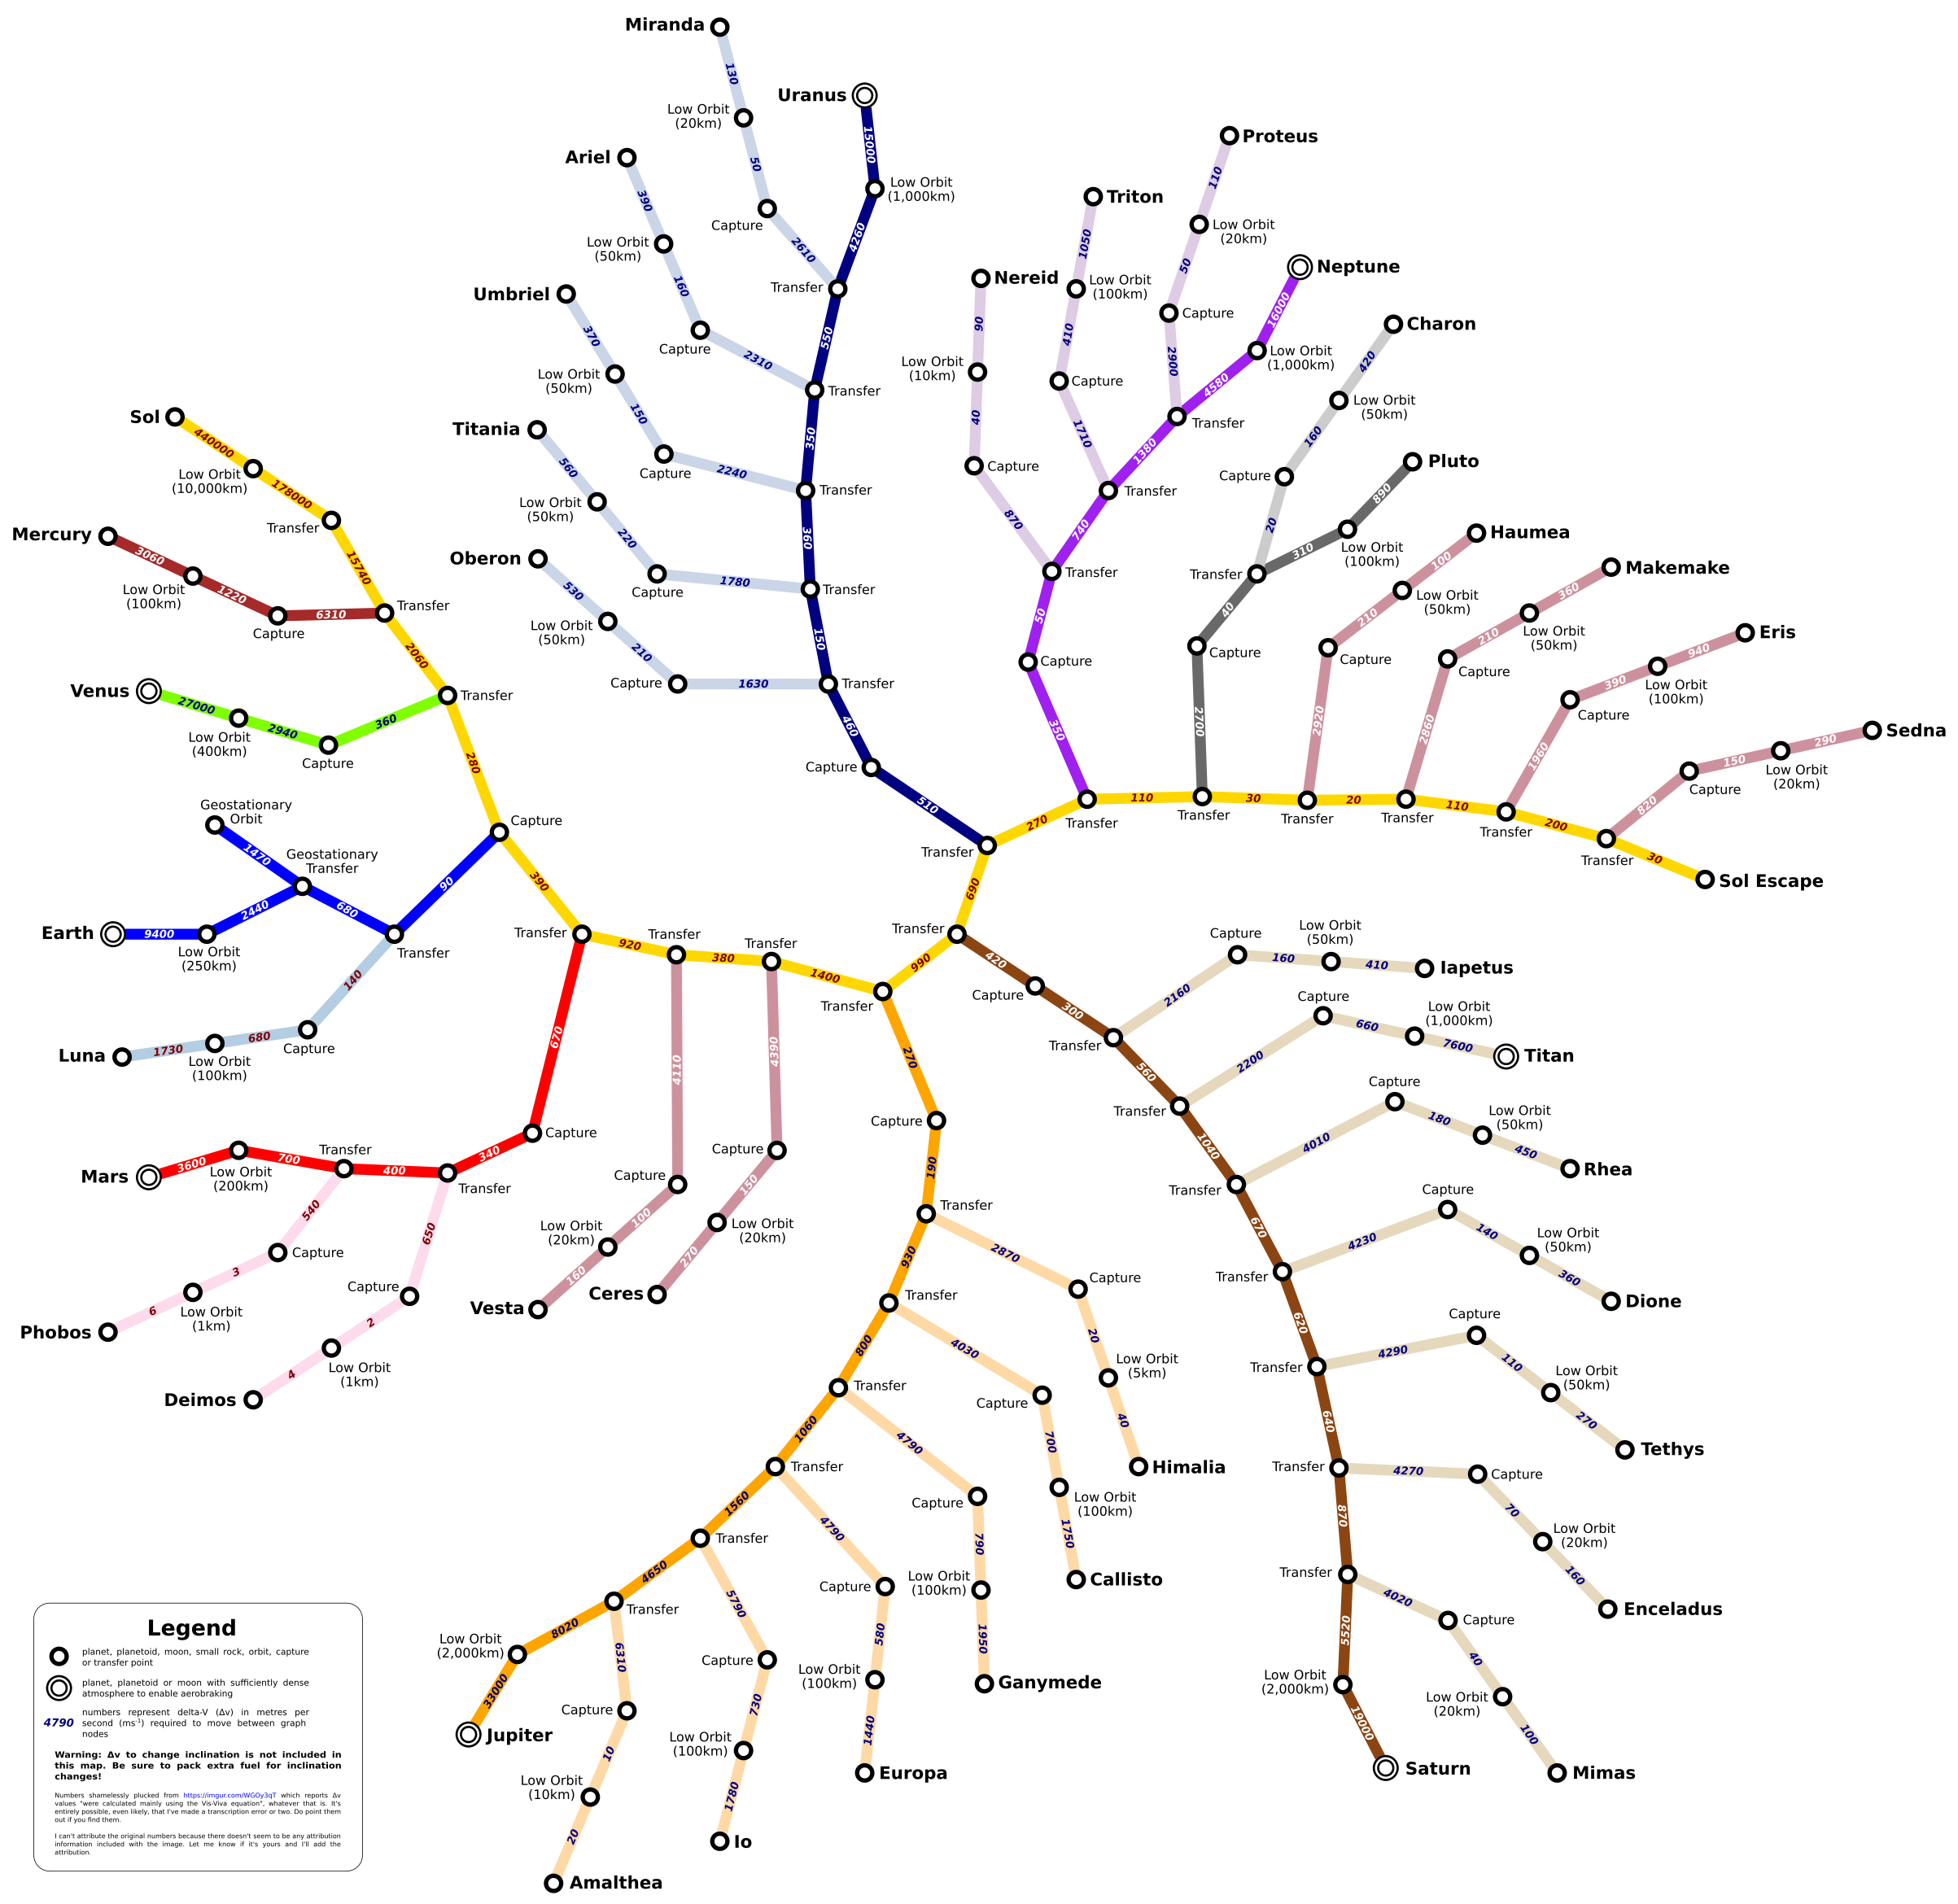 Miranda
130
Low Orbit
(20km)
50
Capture
2610
Uranus
15000
Low Orbit
(1,000km)
4260
Transfer
Ariel
390
Low Orbit
(50km)
160
Capture
2310
550
Transfer
Umbriel
370
Low Orbit
(50km)
150
Capture
2240
350
Transfer
Titania
560
Low Orbit
(50km)
220
Capture
1780
360
Transfer
Oberon
530
Low Orbit
(50km)
210
Capture
1630
150
Transfer
460
Capture
510
Transfer
Proteus
110
Low Orbit
(20km)
50
Capture
2900
Triton
1050
Low Orbit
(100km)
410
Capture
1710
Nereid
90
Low Orbit
(10km)
40
Capture
870
Neptune
16000
Low Orbit
(1,000km)
4580
Transfer
1380
Transfer
740
Transfer
50
Capture
350
Transfer
Charon
420
Low Orbit
(50km)
160
Capture
20
Pluto
890
Low Orbit
(100km)
310
Transfer
40
Capture
2700
Transfer
Haumea
100
Low Orbit
(50km)
210
Capture
2920
Transfer
Makemake
360
Low Orbit
(50km)
210
Capture
2860
Transfer
Eris
940
Low Orbit
(100km)
390
Capture
1960
Transfer
Sedna
290
Low Orbit
(20km)
150
Capture
820
Transfer
270
110
30
20
110
200
30
Sol Escape
Sol
440000
Low Orbit
(10,000km)
178000
Transfer
15740
Mercury
3060
Low Orbit
(100km)
1220
Capture
6310
Transfer
2060
Venus
27000
Low Orbit
(400km)
2940
Capture
360
Transfer
280
Geostationary
Orbit
1470
Geostationary
Transfer
680
Earth
9400
Low Orbit
(250km)
2440
Transfer
90
Capture
140
Luna
1730
Low Orbit
(100km)
680
Capture
390
Transfer
920
Transfer
380
Transfer
1400
Transfer
990
Transfer
690
670
Capture
340
Transfer
400
Transfer
700
Low Orbit
(200km)
3600
Mars
540
Capture
3
Low Orbit
(1km)
6
Phobos
650
Capture
2
Low Orbit
(1km)
4
Deimos
4110
Capture
100
Low Orbit
(20km)
160
Vesta
4390
Capture
150
Low Orbit
(20km)
270
Ceres
270
Capture
190
Transfer
930
Transfer
800
Transfer
1060
Transfer
1560
Transfer
4650
Transfer
8020
Low Orbit
(2,000km)
33000
Jupiter
2870
Capture
20
Low Orbit
(5km)
40
Himalia
4030
Capture
700
Low Orbit
(100km)
1750
Callisto
4790
Capture
790
Low Orbit
(100km)
1950
Ganymede
4790
Capture
580
Low Orbit
(100km)
1440
Europa
5790
Capture
730
Low Orbit
(100km)
1780
Io
6310
Capture
10
Low Orbit
(10km)
20
Amalthea
420
Capture
300
Transfer
560
Transfer
1040
Transfer
670
Transfer
620
Transfer
640
Transfer
870
Transfer
5520
Low Orbit
(2,000km)
19000
Saturn
2160
Capture
160
Low Orbit
(50km)
410
Iapetus
2200
Capture
660
Low Orbit
(1,000km)
7600
Titan
4010
Capture
180
Low Orbit
(50km)
450
Rhea
4230
Capture
140
Low Orbit
(50km)
360
Dione
4290
Capture
110
Low Orbit
(50km)
270
Tethys
4270
Capture
70
Low Orbit
(20km)
160
Enceladus
4020
Capture
40
Low Orbit
(20km)
100
Mimas
Legend
planet, planetoid, moon, small rock, orbit, capture
or transfer point
planet, planetoid or moon with sufficiently dense
atmosphere to enable aerobraking
4790
numbers represent delta-V (Δv) in metres per
second (ms⁻¹) required to move between graph
nodes
Warning: Δv to change inclination is not included in
this map. Be sure to pack extra fuel for inclination
changes!
Numbers shamelessly plucked from https://imgur.com/WGOy3qT which reports Δv
values "were calculated mainly using the Vis-Viva equation", whatever that is. It's
entirely possible, even likely, that I've made a transcription error or two. Do point them
out if you find them.
I can't attribute the original numbers because there doesn't seem to be any attribution
information included with the image. Let me know if it's yours and I'll add the
attribution.